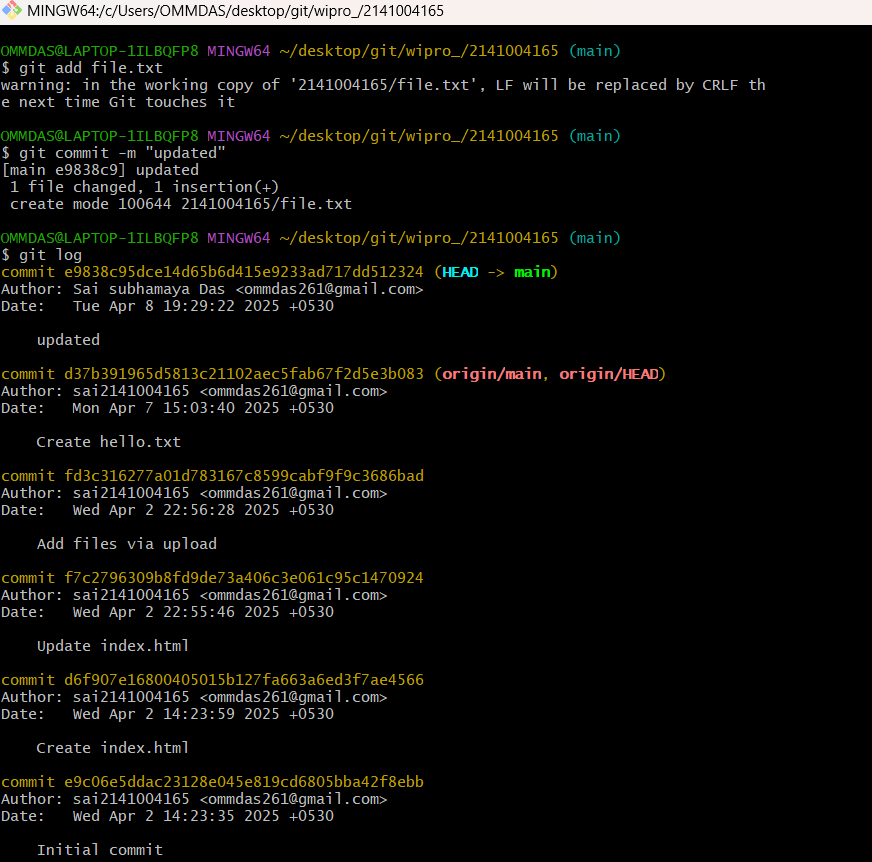 MINGW64:/c/Users/OMMDAS/desktop/git/wipro_/2141004165
OMMDAS@LAPTOP-1ILBQFP8 MINGW64 ~/desktop/git/wipro_/2141004165 (main)
$ git add file.txt
warning: in the working copy of '2141004165/file.txt', LF will be replaced by CRLF th
e next time Git touches it
OMMDAS@LAPTOP-1ILBQFP8 MINGW64 ~/desktop/git/wipro_/2141004165 (main)
$ git commit -m "updated"
[main e9838c9] updated
 1 file changed, 1 insertion(+)
 create mode 100644 2141004165/file.txt
OMMDAS@LAPTOP-1ILBQFP8 MINGW64 ~/desktop/git/wipro_/2141004165 (main)
$ git log
commit e9838c95dce14d65b6d415e9233ad717dd512324 (HEAD -> main)
Author: Sai subhamaya Das <ommdas261@gmail.com>
Date:   Tue Apr 8 19:29:22 2025 +0530
    updated
commit d37b391965d5813c21102aec5fab67f2d5e3b083 (origin/main, origin/HEAD)
Author: sai2141004165 <ommdas261@gmail.com>
Date:   Mon Apr 7 15:03:40 2025 +0530
    Create hello.txt
commit fd3c316277a01d783167c8599cabf9f9c3686bad
Author: sai2141004165 <ommdas261@gmail.com>
Date:   Wed Apr 2 22:56:28 2025 +0530
    Add files via upload
commit f7c2796309b8fd9de73a406c3e061c95c1470924
Author: sai2141004165 <ommdas261@gmail.com>
Date:   Wed Apr 2 22:55:46 2025 +0530
    Update index.html
commit d6f907e16800405015b127fa663a6ed3f7ae4566
Author: sai2141004165 <ommdas261@gmail.com>
Date:   Wed Apr 2 14:23:59 2025 +0530
    Create index.html
commit e9c06e5ddac23128e045e819cd6805bba42f8ebb
Author: sai2141004165 <ommdas261@gmail.com>
Date:   Wed Apr 2 14:23:35 2025 +0530
    Initial commit